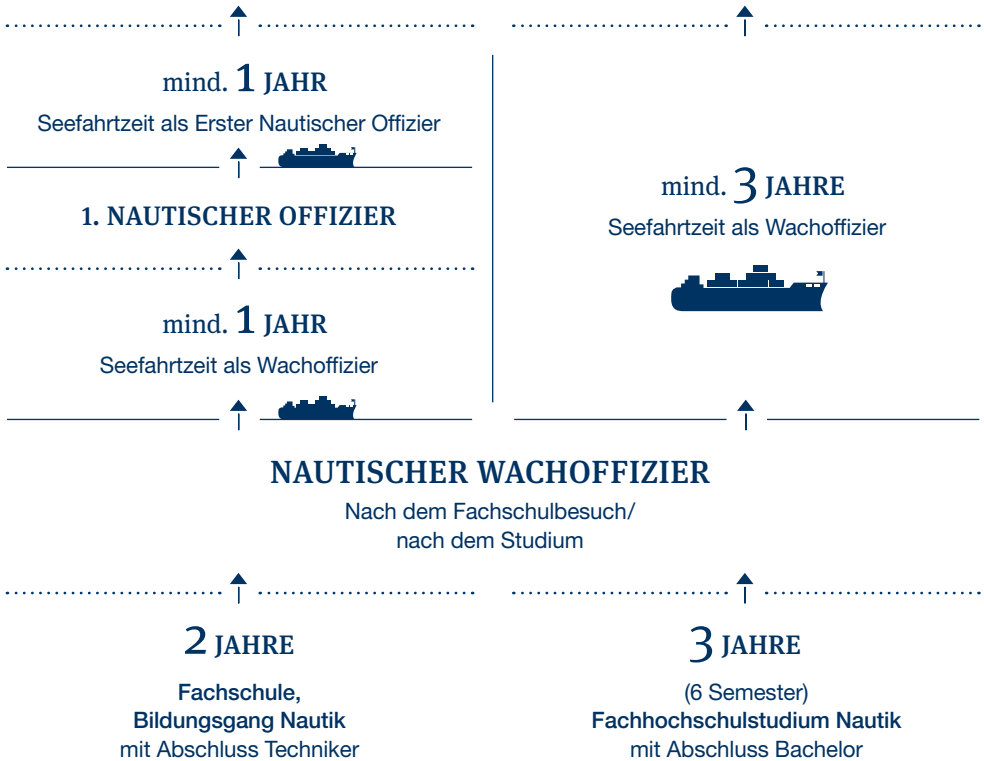 mind. 1 JAHR
Seefahrtzeit als Erster Nautischer Offizier
1. NAUTISCHER OFFIZIER
mind. 1 JAHR
Seefahrtzeit als Wachoffizier
mind. 3 JAHRE
Seefahrtzeit als Wachoffizier
NAUTISCHER WACHOFFIZIER
Nach dem Fachschulbesuch/
nach dem Studium
2 JAHRE
Fachschule,
Bildungsgang Nautik
mit Abschluss Techniker
3 JAHRE
(6 Semester)
Fachhochschulstudium Nautik
mit Abschluss Bachelor